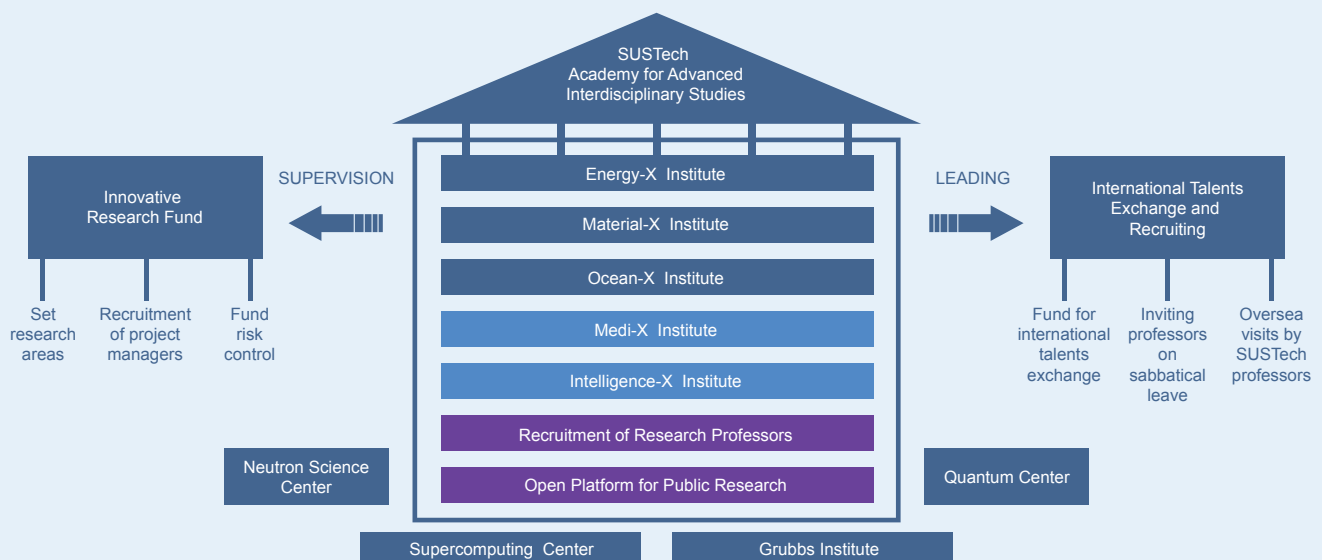 SUSTech
Academy for Advanced
Interdisciplinary Studies
Innovative
Research Fund
SUPERVISION
Set
research
areas
Recruitment
of project
managers
Fund
risk
control
Energy-X Institute
Material-X Institute
Ocean-X Institute
Medi-X Institute
Intelligence-X Institute
Recruitment of Research Professors
Open Platform for Public Research
LEADING
International Talents
Exchange and
Recruiting
Fund for
international
talents
exchange
Inviting
professors
on
sabbatical
leave
Oversea
visits by
SUSTech
professors
Neutron Science
Center
Quantum Center
Supercomputing Center
Grubbs Institute